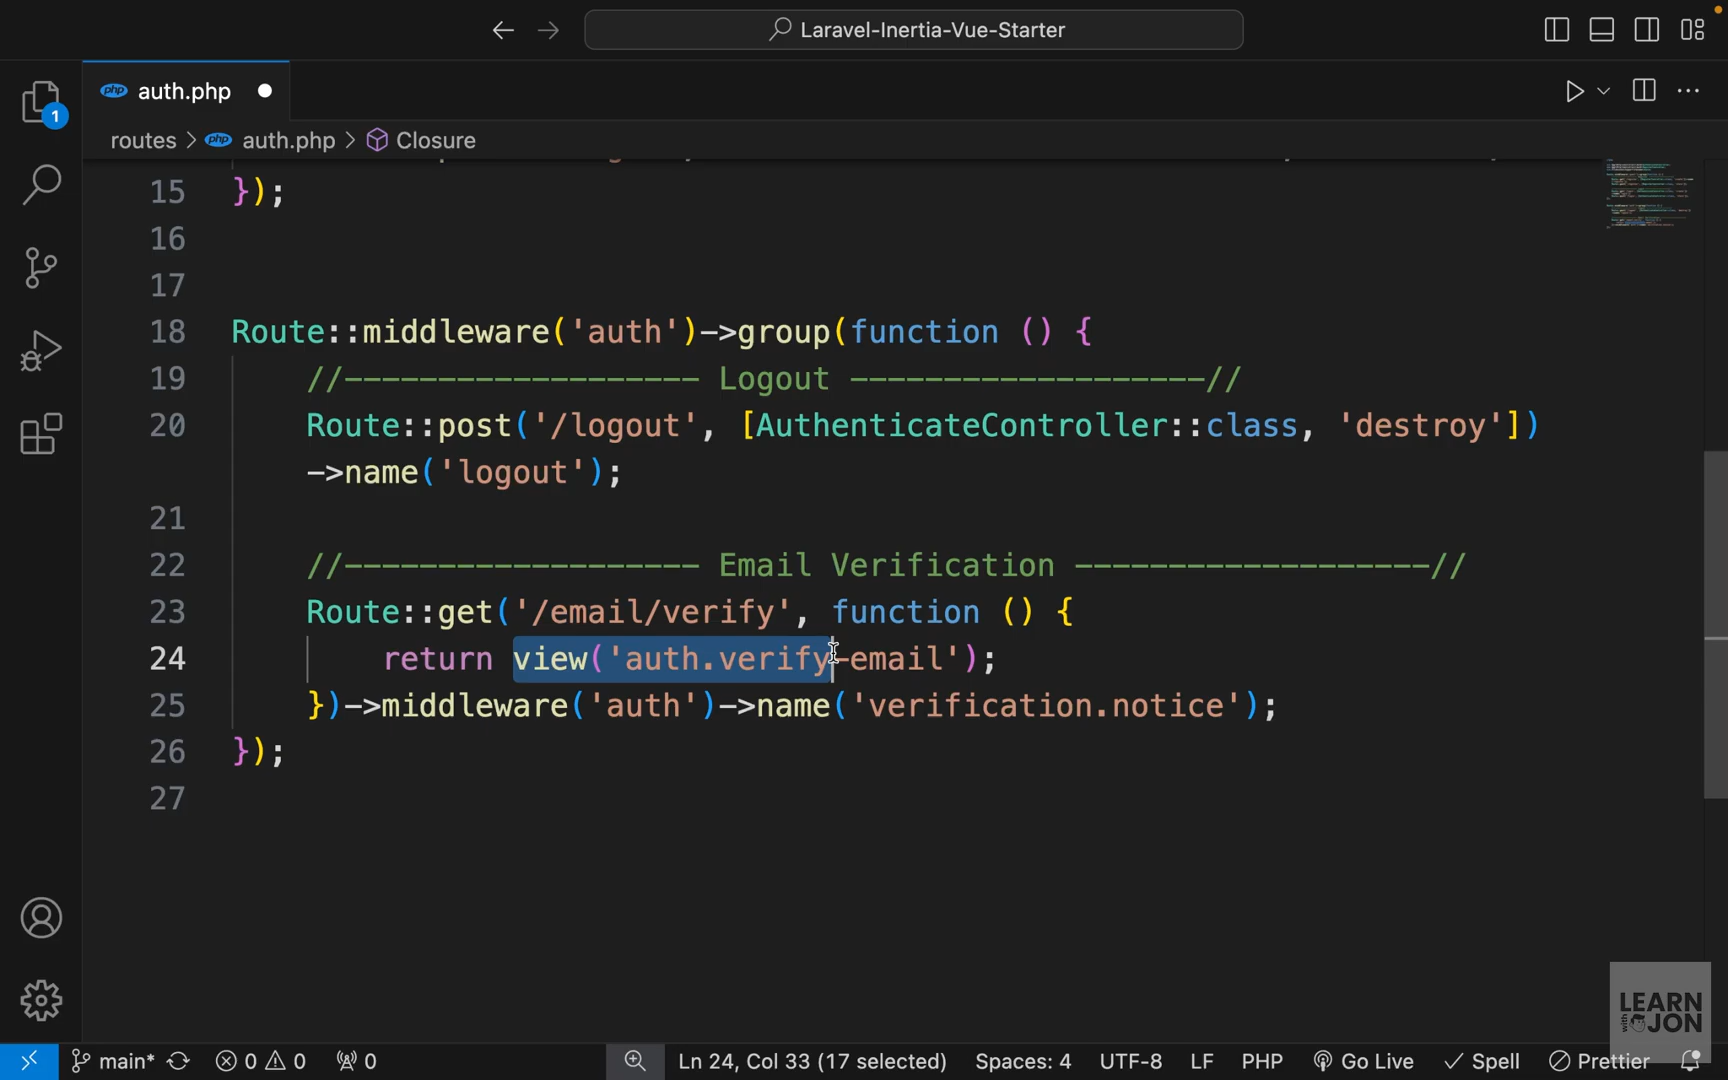 Laravel-Inertia-Vue-Starter
php auth.php
1
routes > php auth.php > Closure
15 });
16
17
18 Route::middleware('auth')->group(function () {
19 //------------------- Logout -------------------//
20 Route::post('/logout', [AuthenticateController::class, 'destroy'])
->name('logout');
21
22 //------------------- Email Verification -------------------//
23 Route::get('/email/verify', function () {
24 return view('auth.verify-email');
25 })->middleware('auth')->name('verification.notice');
26 });
27
LEARN
with JON
main* 0 0 0 Ln 24, Col 33 (17 selected) Spaces: 4 UTF-8 LF PHP Go Live Spell Prettier